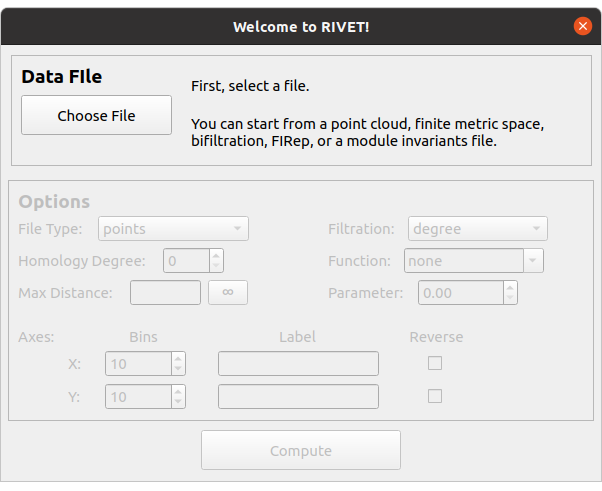 Welcome to RIVET!
Data FIle
Choose File
First, select a file.
You can start from a point cloud, finite metric space,
bifiltration, FIRep, or a module invariants file.
Options
File Type: points Filtration: degree
Homology Degree: 0 Function: none
Max Distance: ∞ Parameter: 0.00
Axes: Bins Label Reverse
X: 10
Y: 10
Compute